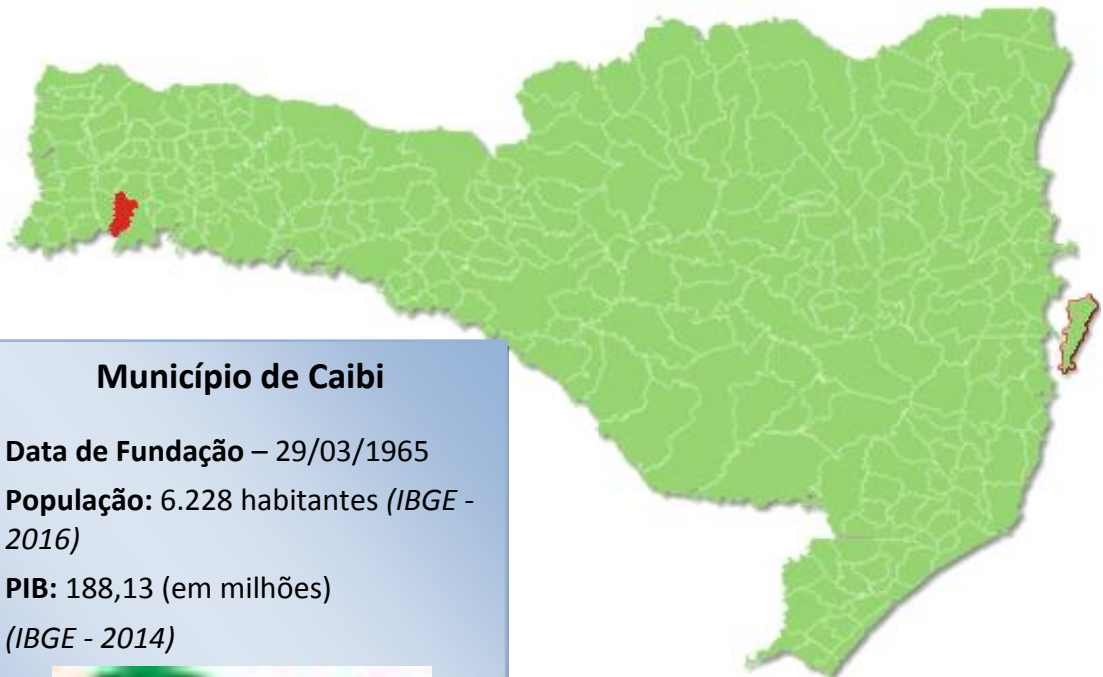 Município de Caibi
Data de Fundação – 29/03/1965
População: 6.228 habitantes (IBGE -
2016)
PIB: 188,13 (em milhões)
(IBGE - 2014)